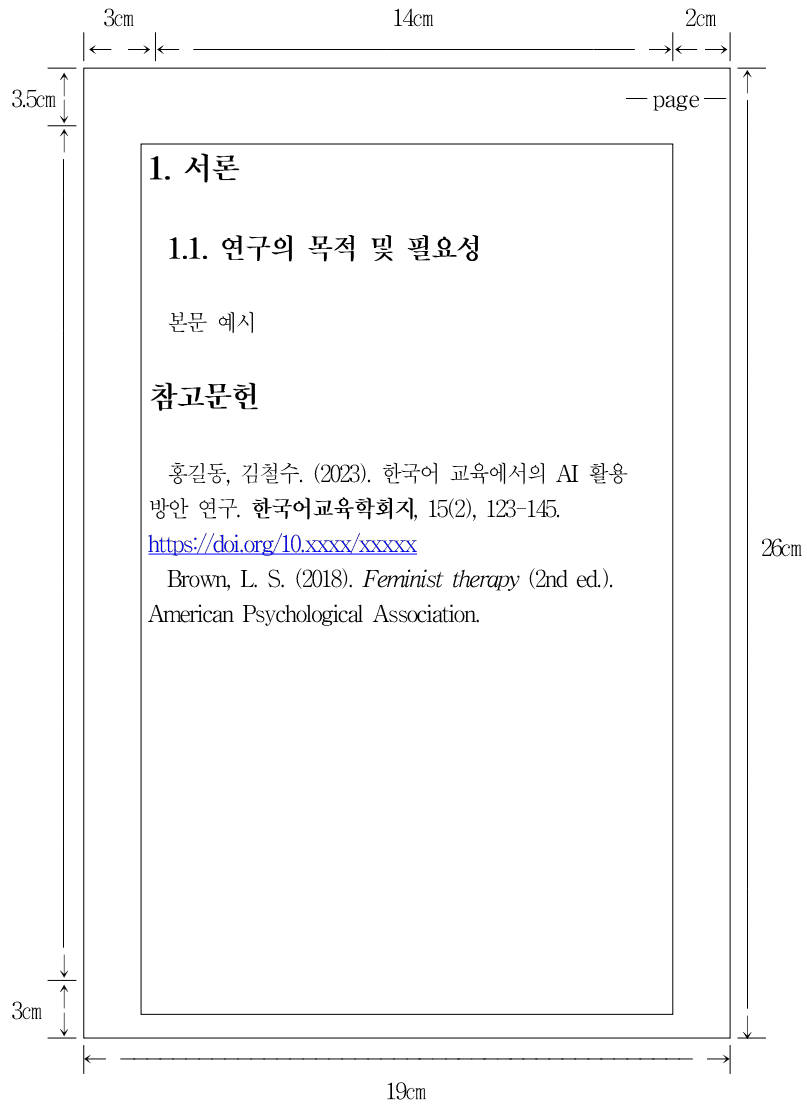 3㎝ 14㎝ 2㎝
3.5㎝
page
1. 서론
1.1. 연구의 목적 및 필요성
본문 예시
참고문헌
홍길동, 김철수. (2023). 한국어 교육에서의 AI 활용
방안 연구. 한국어교육학회지, 15(2), 123-145.
https://doi.org/10.xxxx/xxxxx
26㎝
Brown, L. S. (2018). Feminist therapy (2nd ed.).
American Psychological Association.
3㎝
19㎝